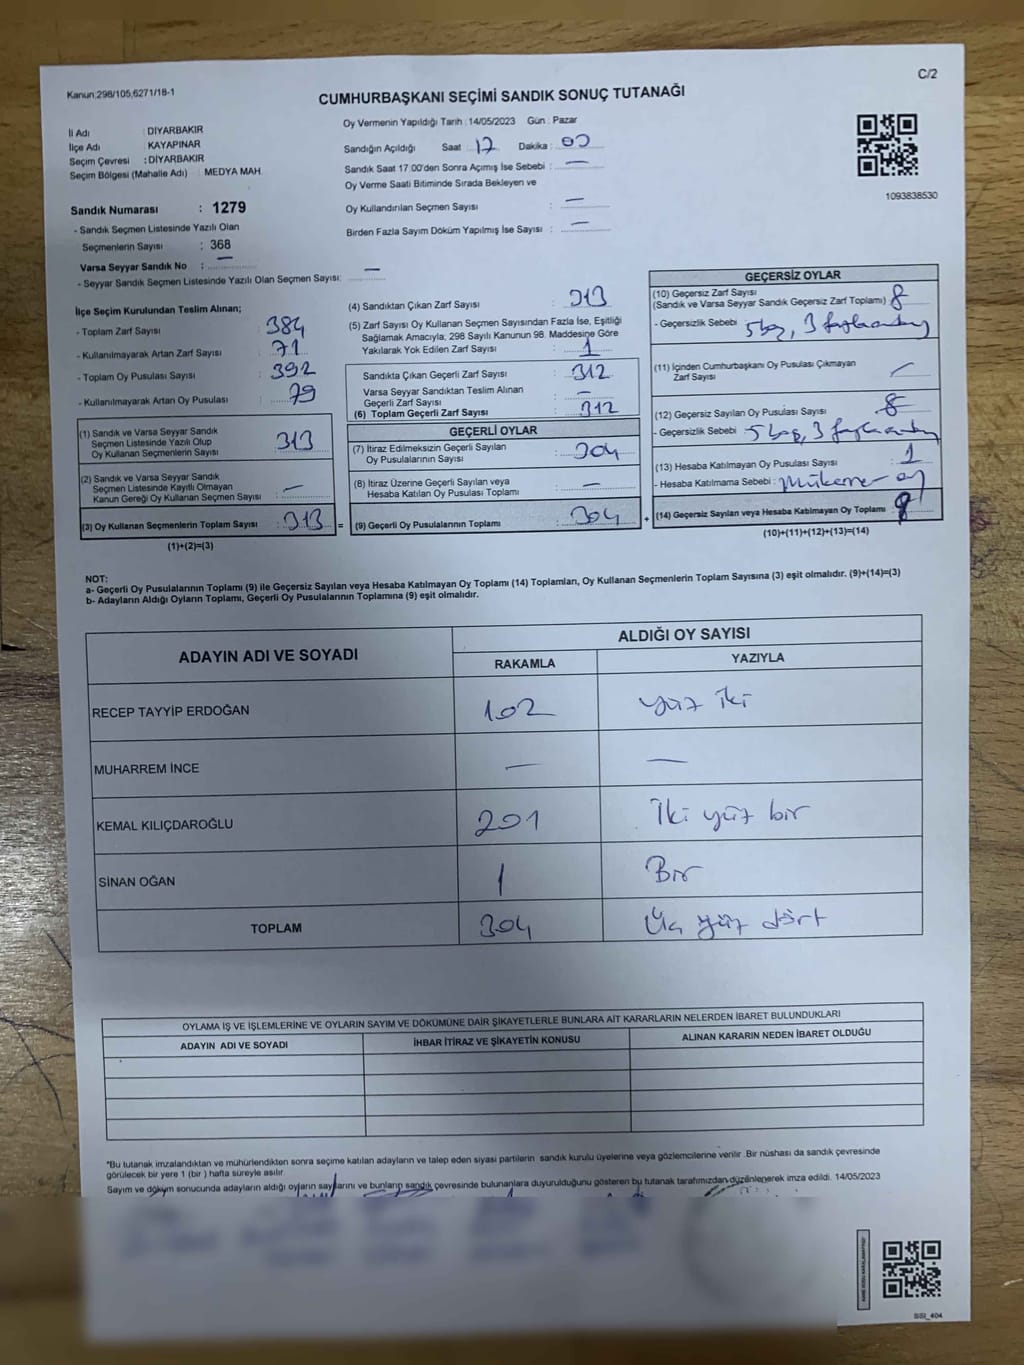 C/2
Kanun:298/105,6271/18-1
CUMHURBAŞKANI SEÇİMİ SANDIK SONUÇ TUTANAĞI
İl Adı : DİYARBAKIR
İlçe Adı : KAYAPINAR
Seçim Çevresi : DİYARBAKIR
Seçim Bölgesi (Mahalle Adı) MEDYA MAH.
Sandık Numarası : 1279
- Sandık Seçmen Listesinde Yazılı Olan
Seçmenlerin Sayısı : 368
Varsa Seyyar Sandık No : —
- Seyyar Sandık Seçmen Listesinde Yazılı Olan Seçmen Sayısı: —
Oy Vermenin Yapıldığı Tarih : 14/05/2023 Gün : Pazar
Sandığın Açıldığı Saat : 17 Dakika : 00
Sandık Saat 17:00'den Sonra Açımış İse Sebebi : —
Oy Verme Saati Bitiminde Sırada Bekleyen ve
Oy Kullandırılan Seçmen Sayısı : —
Birden Fazla Sayım Döküm Yapılmış İse Sayısı : —
1093838530
İlçe Seçim Kurulundan Teslim Alınan;
- Toplam Zarf Sayısı : 384
- Kullanılmayarak Artan Zarf Sayısı : 71
- Toplam Oy Pusulası Sayısı : 392
- Kullanılmayarak Artan Oy Pusulası : 79
(1) Sandık ve Varsa Seyyar Sandık
Seçmen Listesinde Yazılı Olup
Oy Kullanan Seçmenlerin Sayısı : 313
(2) Sandık ve Varsa Seyyar Sandık
Seçmen Listesinde Kayıtlı Olmayan
Kanun Gereği Oy Kullanan Seçmen Sayısı : —
(3) Oy Kullanan Seçmenlerin Toplam Sayısı : 313 =
(1)+(2)=(3)
(4) Sandıktan Çıkan Zarf Sayısı : 313
(5) Zarf Sayısı Oy Kullanan Seçmen Sayısından Fazla İse, Eşitliği
Sağlamak Amacıyla; 298 Sayılı Kanunun 98. Maddesine Göre
Yakılarak Yok Edilen Zarf Sayısı : 1
Sandıkta Çıkan Geçerli Zarf Sayısı : 312
Varsa Seyyar Sandıktan Teslim Alınan
Geçerli Zarf Sayısı : —
(6) Toplam Geçerli Zarf Sayısı : 312
GEÇERLİ OYLAR
(7) İtiraz Edilmeksizin Geçerli Sayılan
Oy Pusulalarının Sayısı : 304
(8) İtiraz Üzerine Geçerli Sayılan veya
Hesaba Katılan Oy Pusulası Toplamı : —
(9) Geçerli Oy Pusulalarının Toplamı : 304 +
GEÇERSİZ OYLAR
(10) Geçersiz Zarf Sayısı
(Sandık ve Varsa Seyyar Sandık Geçersiz Zarf Toplamı) : 8
- Geçersizlik Sebebi : 5 boş, 3
(11) İçinden Cumhurbaşkanı Oy Pusulası Çıkmayan
Zarf Sayısı : —
(12) Geçersiz Sayılan Oy Pusulası Sayısı : 8
- Geçersizlik Sebebi : 5 boş, 3
(13) Hesaba Katılmayan Oy Pusulası Sayısı : 1
- Hesaba Katılmama Sebebi : oy
(14) Geçersiz Sayılan veya Hesaba Katılmayan Oy Toplamı :
(10)+(11)+(12)+(13)=(14)
NOT:
a- Geçerli Oy Pusulalarının Toplamı (9) ile Geçersiz Sayılan veya Hesaba Katılmayan Oy Toplamı (14) Toplamları, Oy Kullanan Seçmenlerin Toplam Sayısına (3) eşit olmalıdır. (9)+(14)=(3)
b- Adayların Aldığı Oyların Toplamı, Geçerli Oy Pusulalarının Toplamına (9) eşit olmalıdır.
ADAYIN ADI VE SOYADI
ALDIĞI OY SAYISI
RAKAMLA YAZIYLA
RECEP TAYYİP ERDOĞAN 102 yüz iki
MUHARREM İNCE — —
KEMAL KILIÇDAROĞLU 201 İki yüz bir
SİNAN OĞAN 1 Bir
TOPLAM 304 Üç yüz dört
OYLAMA İŞ VE İŞLEMLERİNE VE OYLARIN SAYIM VE DÖKÜMÜNE DAİR ŞİKAYETLERLE BUNLARA AİT KARARLARIN NELERDEN İBARET BULUNDUKLARI
ADAYIN ADI VE SOYADI İHBAR İTİRAZ VE ŞİKAYETİN KONUSU ALINAN KARARIN NEDEN İBARET OLDUĞU
*Bu tutanak imzalandıktan ve mühürlendikten sonra seçime katılan adayların ve talep eden siyasi partilerin sandık kurulu üyelerine veya gözlemcilerine verilir. Bir nüshası da sandık çevresinde
görülecek bir yere 1 (bir ) hafta süreyle asılır.
Sayım ve döküm sonucunda adayların aldığı oyların sayılarını ve bunların sandık çevresinde bulunanlara duyurulduğunu gösteren bu tutanak tarafımızdan düzenlenerek imza edildi. 14/05/2023
SSI_404